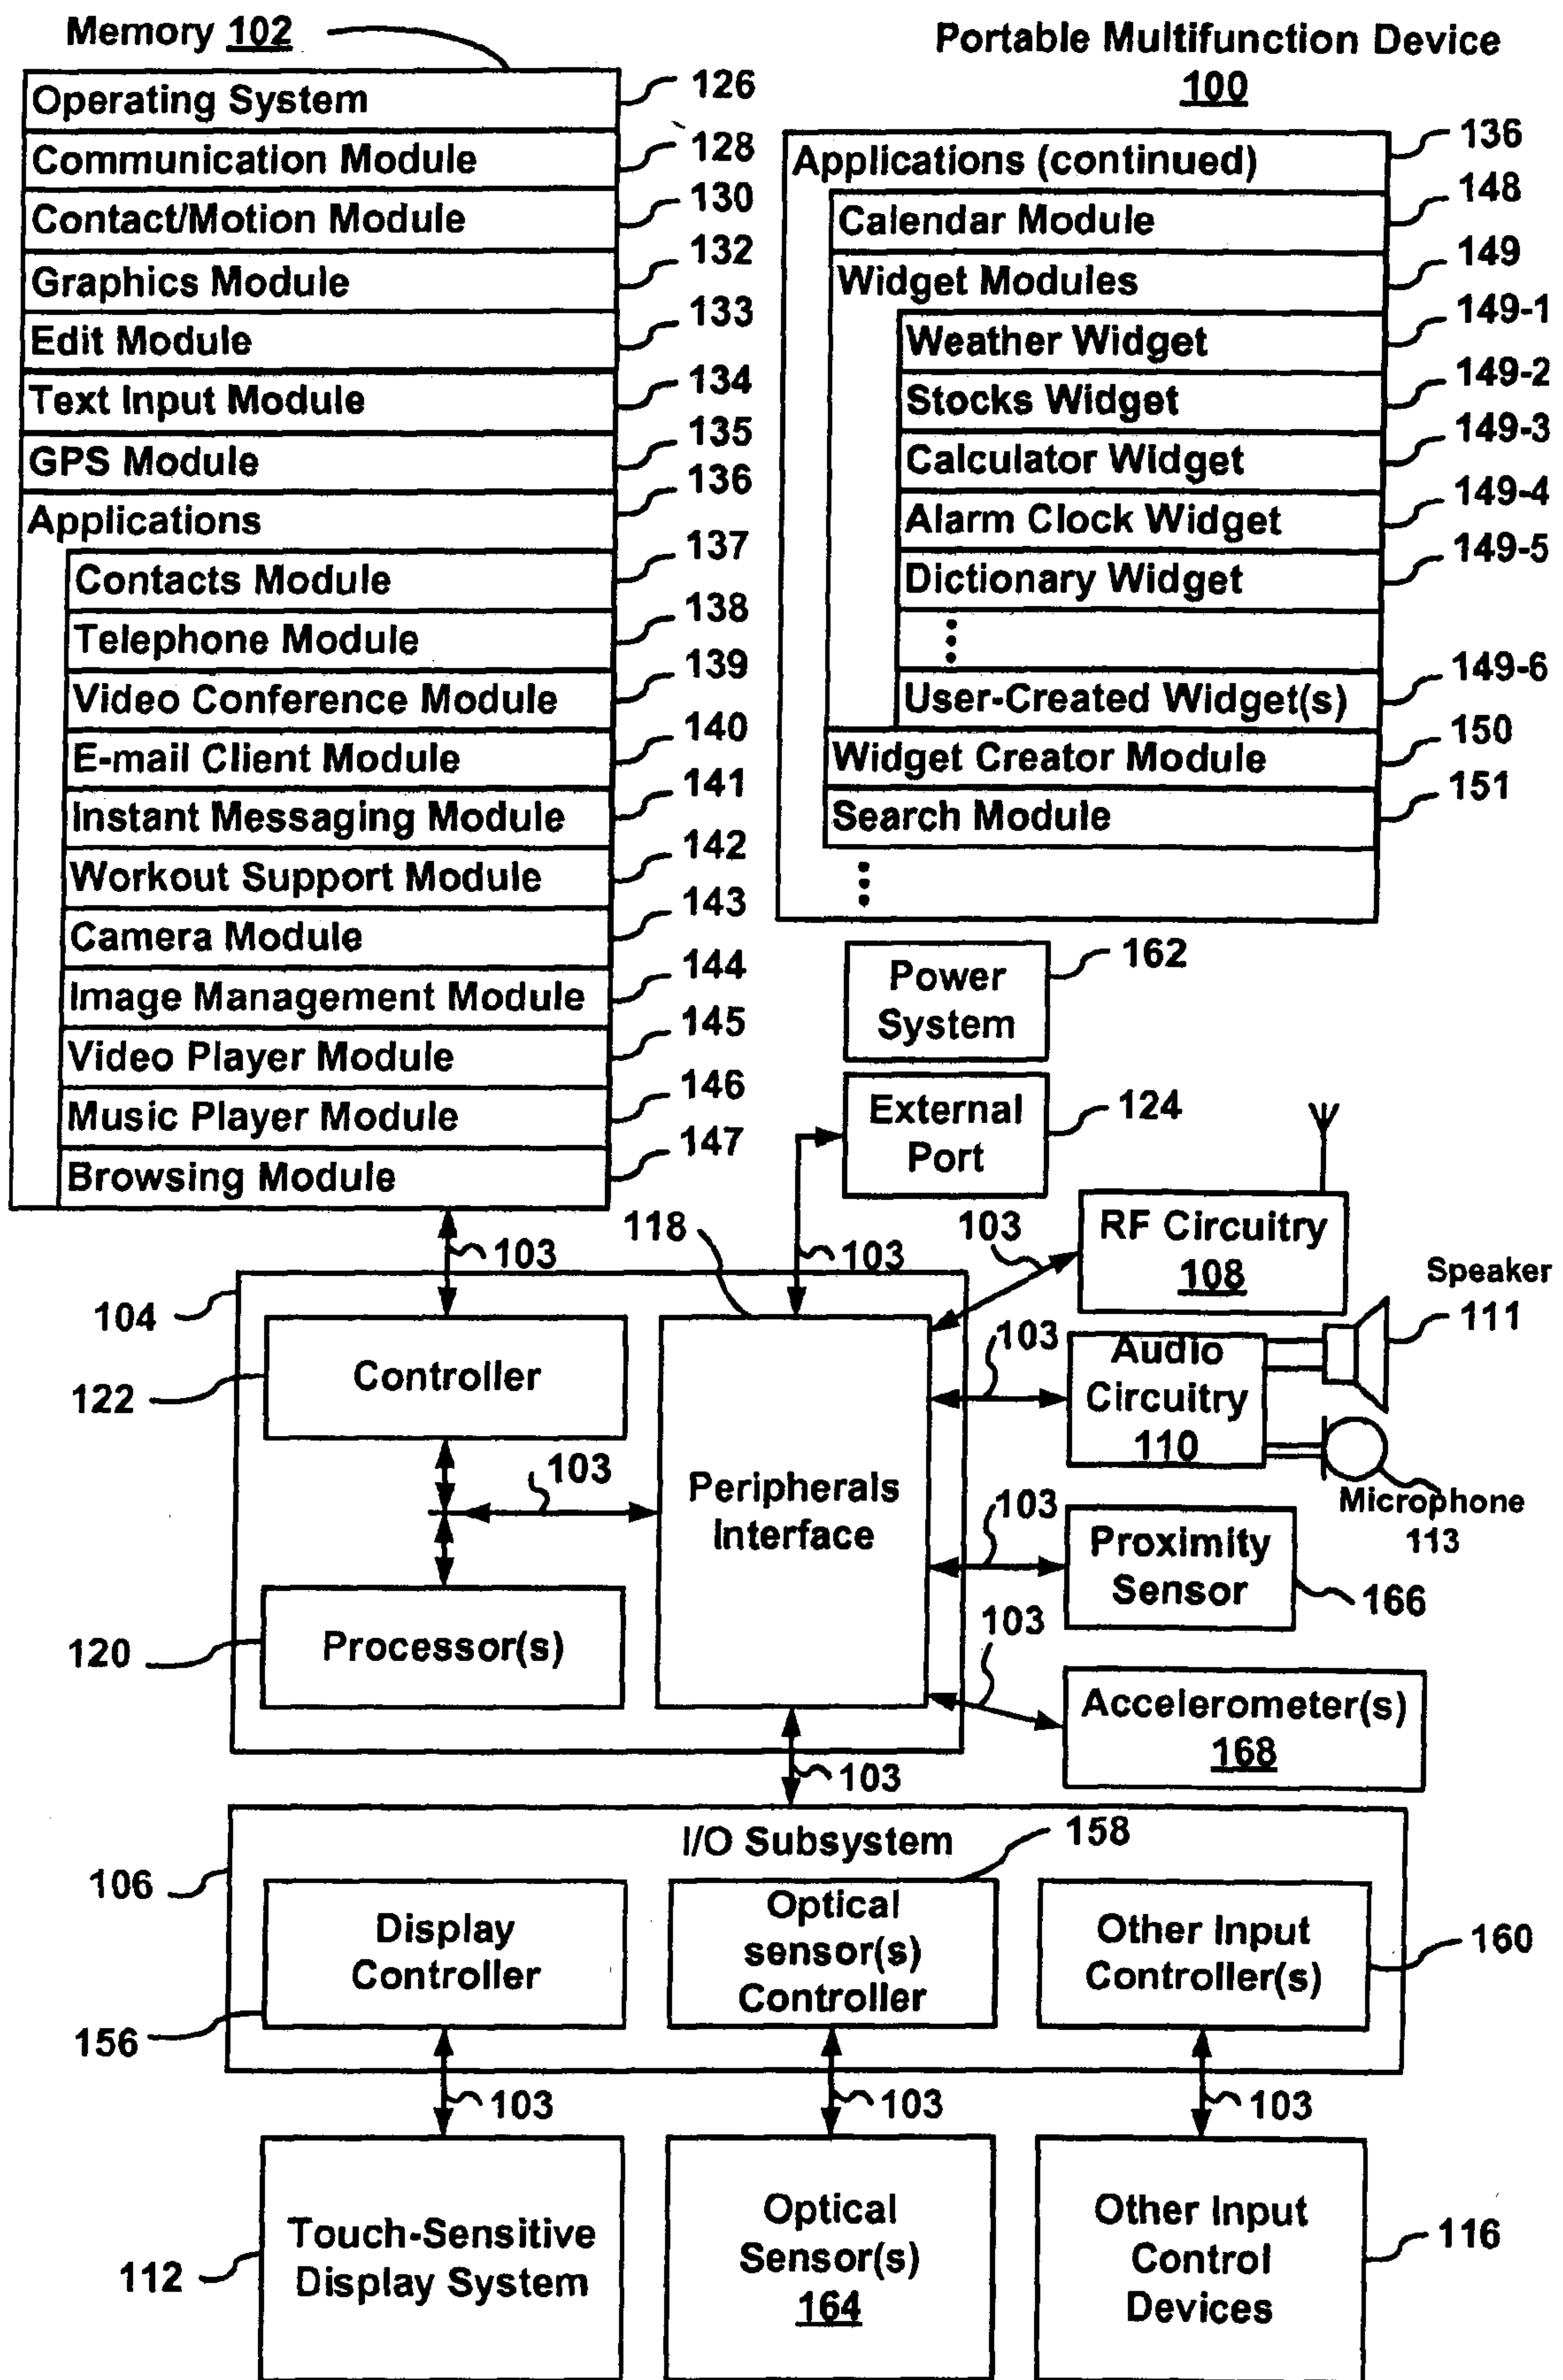 Memory 102
Operating System 126
Communication Module 128
Contact/Motion Module 130
Graphics Module 132
Edit Module 133
Text Input Module 134
GPS Module 135
Applications 136
Contacts Module 137
Telephone Module 138
Video Conference Module 139
E-mail Client Module 140
Instant Messaging Module 141
Workout Support Module 142
Camera Module 143
Image Management Module 144
Video Player Module 145
Music Player Module 146
Browsing Module 147
Portable Multifunction Device
100
Applications (continued) 136
Calendar Module 148
Widget Modules 149
Weather Widget 149-1
Stocks Widget 149-2
Calculator Widget 149-3
Alarm Clock Widget 149-4
Dictionary Widget 149-5
User-Created Widget(s) 149-6
Widget Creator Module 150
Search Module 151
Power
System
162
External
Port
124
103
118
103
103
RF Circuitry
108
Speaker
111
104
Controller
122
103
Audio
Circuitry
110
Microphone
113
103
Peripherals
Interface
103
Proximity
Sensor
166
Processor(s)
120
103
Accelerometer(s)
168
103
I/O Subsystem
106
158
Display
Controller
156
Optical
sensor(s)
Controller
Other Input
Controller(s)
160
103
103
103
Touch-Sensitive
Display System
112
Optical
Sensor(s)
164
Other Input
Control
Devices
116